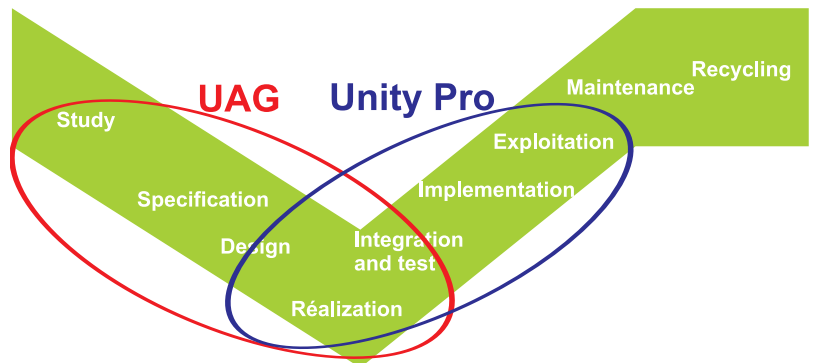 UAG
Unity Pro
Study
Specification
Design
Réalization
Integration
and test
Implementation
Exploitation
Maintenance
Recycling